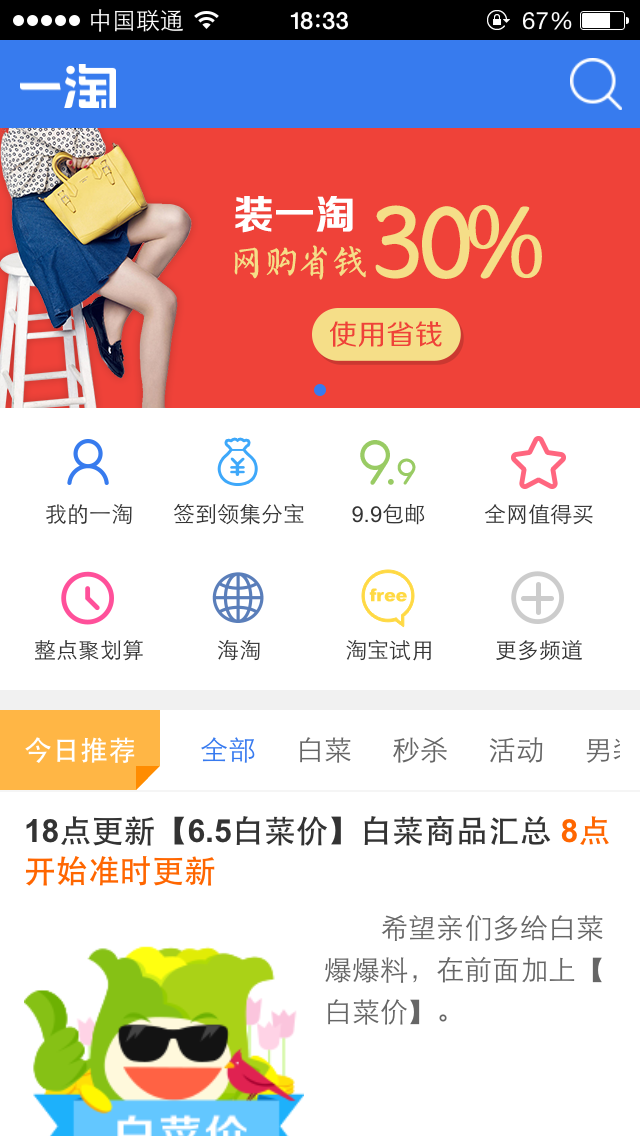 中国联通 18:33 67%
一淘
装一淘
网购省钱 30%
使用省钱
我的一淘 签到领集分宝 9.9包邮 全网值得买
9.9
整点聚划算 海淘 淘宝试用 更多频道
free
今日推荐 全部 白菜 秒杀 活动 男
18点更新【6.5白菜价】白菜商品汇总 8点
开始准时更新
希望亲们多给白菜
爆爆料，在前面加上【
白菜价】。
白菜价